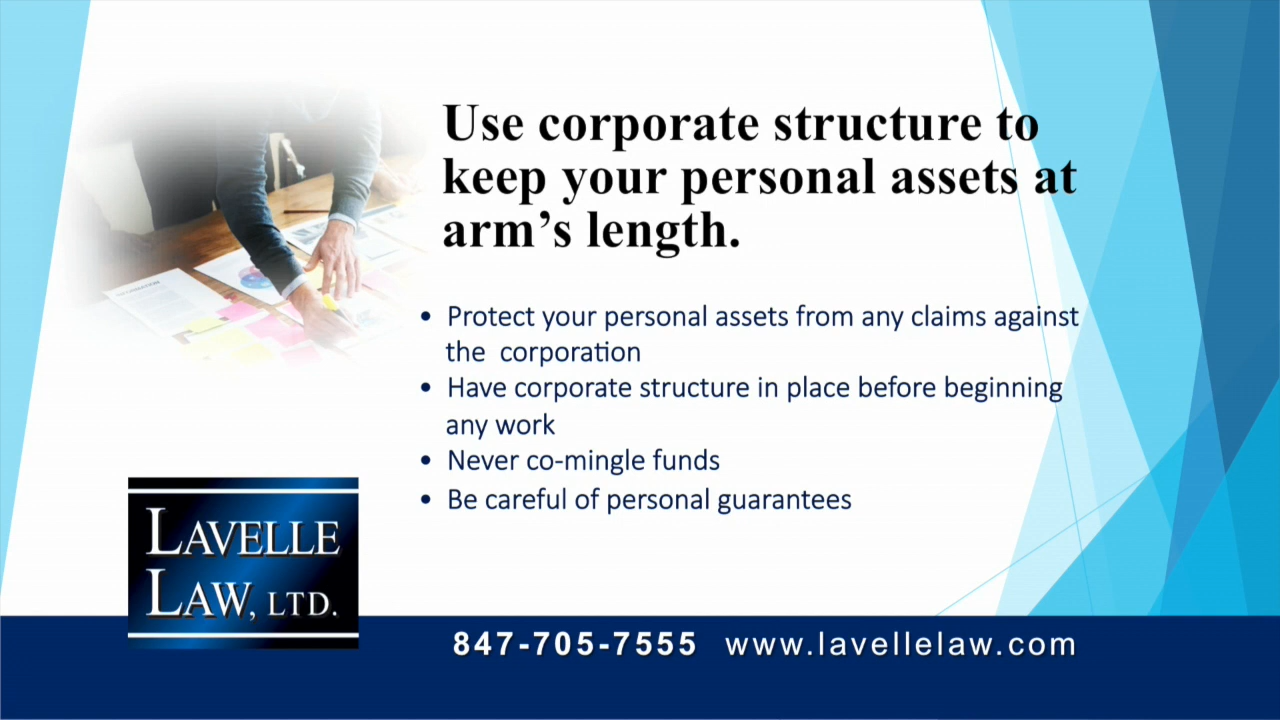 Use corporate structure to
keep your personal assets at
arm’s length.
• Protect your personal assets from any claims against
the corporation
• Have corporate structure in place before beginning
any work
• Never co-mingle funds
• Be careful of personal guarantees
LAVELLE
LAW, LTD.
847-705-7555 www.lavellelaw.com